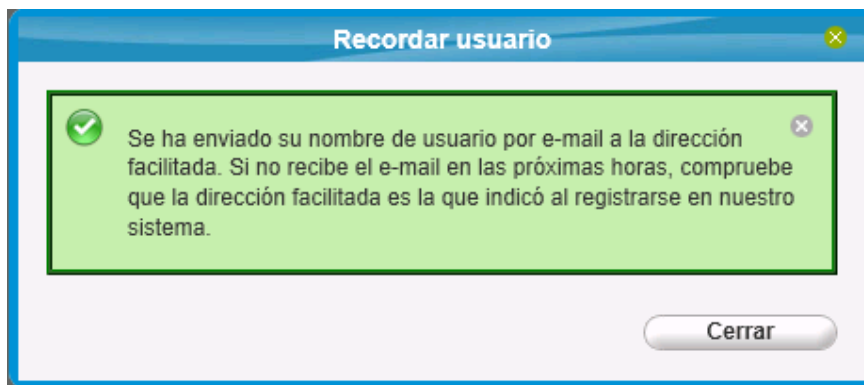 Recordar usuario
Se ha enviado su nombre de usuario por e-mail a la dirección
facilitada. Si no recibe el e-mail en las próximas horas, compruebe
que la dirección facilitada es la que indicó al registrarse en nuestro
sistema.
Cerrar